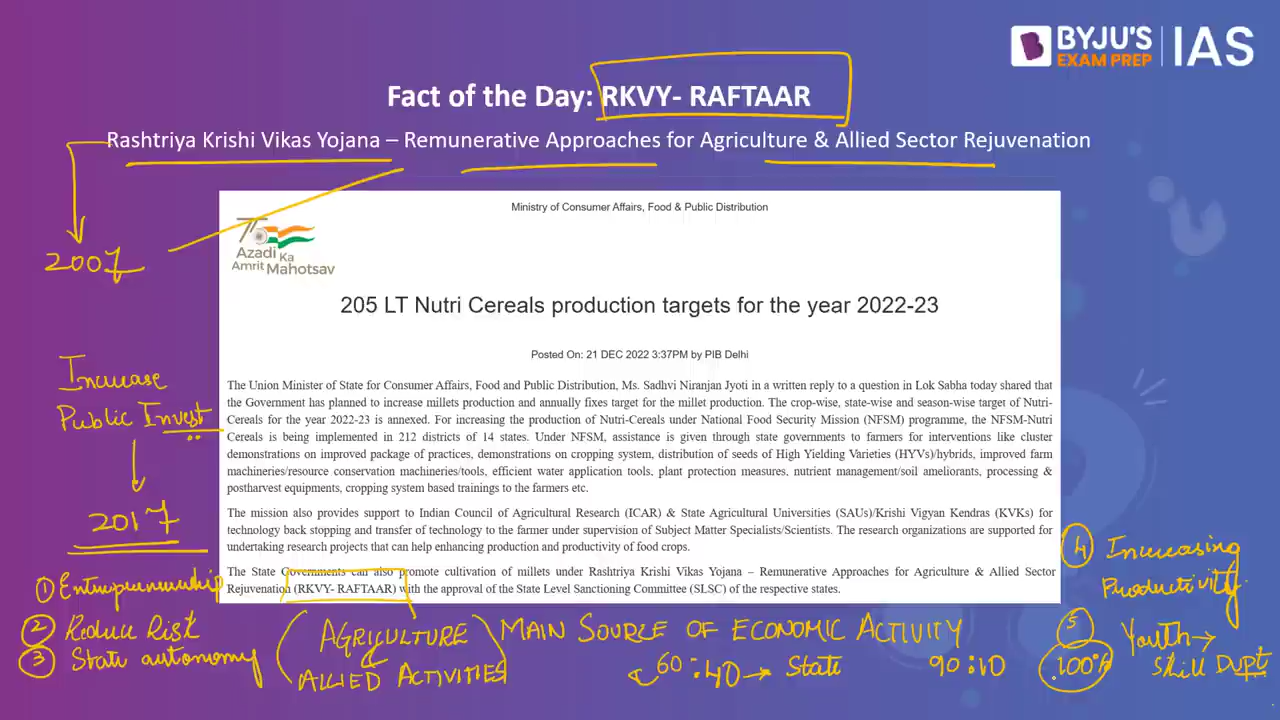 BYJU'S
EXAM PREP
IAS
Fact of the Day: RKVY- RAFTAAR
Rashtriya Krishi Vikas Yojana – Remunerative Approaches for Agriculture & Allied Sector Rejuvenation
2007
Increase
Public Invest
2017
① Entrepreneurship
② Reduce Risk
③ State autonomy
Ministry of Consumer Affairs, Food & Public Distribution
75
Azadi Ka
Amrit Mahotsav
205 LT Nutri Cereals production targets for the year 2022-23
Posted On: 21 DEC 2022 3:37PM by PIB Delhi
The Union Minister of State for Consumer Affairs, Food and Public Distribution, Ms. Sadhvi Niranjan Jyoti in a written reply to a question in Lok Sabha today shared that
the Government has planned to increase millets production and annually fixes target for the millet production. The crop-wise, state-wise and season-wise target of Nutri-
Cereals for the year 2022-23 is annexed. For increasing the production of Nutri-Cereals under National Food Security Mission (NFSM) programme, the NFSM-Nutri
Cereals is being implemented in 212 districts of 14 states. Under NFSM, assistance is given through state governments to farmers for interventions like cluster
demonstrations on improved package of practices, demonstrations on cropping system, distribution of seeds of High Yielding Varieties (HYVs)/hybrids, improved farm
machineries/resource conservation machineries/tools, efficient water application tools, plant protection measures, nutrient management/soil ameliorants, processing &
postharvest equipments, cropping system based trainings to the farmers etc.
The mission also provides support to Indian Council of Agricultural Research (ICAR) & State Agricultural Universities (SAUs)/Krishi Vigyan Kendras (KVKs) for
technology back stopping and transfer of technology to the farmer under supervision of Subject Matter Specialists/Scientists. The research organizations are supported for
undertaking research projects that can help enhancing production and productivity of food crops.
The State Governments can also promote cultivation of millets under Rashtriya Krishi Vikas Yojana – Remunerative Approaches for Agriculture & Allied Sector
Rejuvenation (RKVY- RAFTAAR) with the approval of the State Level Sanctioning Committee (SLSC) of the respective states.
(AGRICULTURE
&
ALLIED ACTIVITIES)
MAIN SOURCE OF ECONOMIC ACTIVITY
60:40 → State 90:10
100%
④ Increasing
Productivity
⑤ Youth →
Skill Dvpt